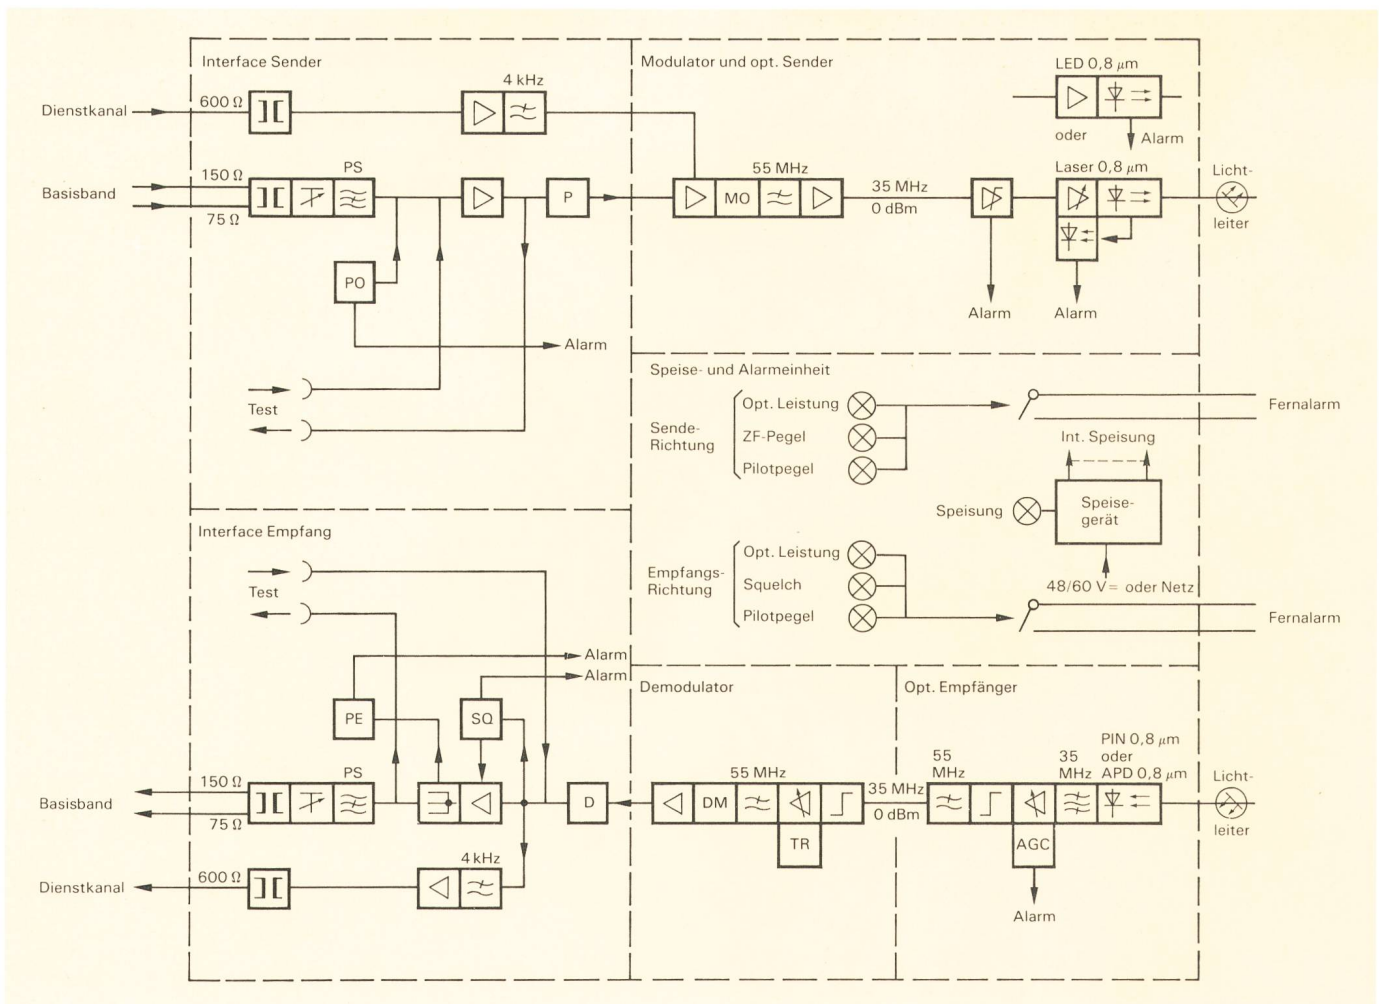 Interface Sender
Dienstkanal
600 Ω
4 kHz
Basisband
150 Ω
75 Ω
PS
P
PO
Alarm
Test
Modulator und opt. Sender
LED 0,8 μm
oder
Alarm
55 MHz
MO
35 MHz
0 dBm
Laser 0,8 μm
Licht-
leiter
Alarm
Alarm
Speise- und Alarmeinheit
Sende-
Richtung
Opt. Leistung
ZF-Pegel
Pilotpegel
Fernalarm
Int. Speisung
Speisung
Speise-
gerät
48/60 V= oder Netz
Empfangs-
Richtung
Opt. Leistung
Squelch
Pilotpegel
Fernalarm
Interface Empfang
Test
Alarm
Alarm
PE
SQ
Basisband
150 Ω
75 Ω
PS
D
Dienstkanal
600 Ω
4 kHz
Demodulator
55 MHz
DM
TR
35 MHz
0 dBm
Opt. Empfänger
55
MHz
35
MHz
PIN 0,8 μm
oder
APD 0,8 μm
AGC
Alarm
Licht-
leiter